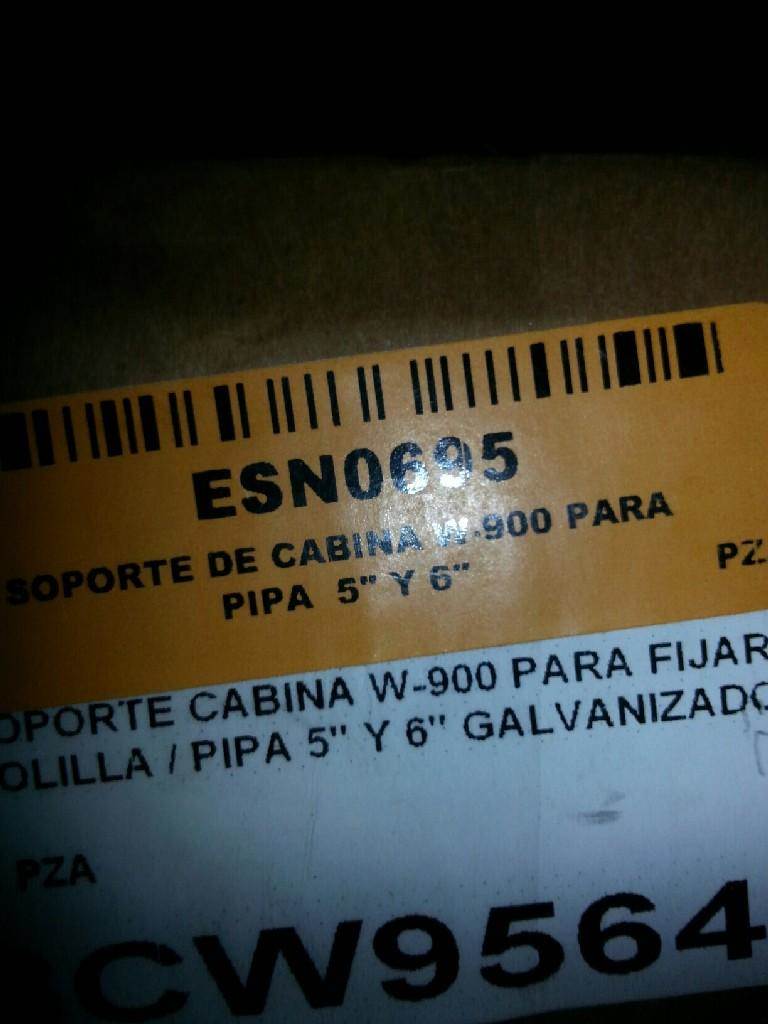 ESN0695
SOPORTE DE CABINA W-900 PARA
PIPA 5" Y 6"
PZ
OPORTE CABINA W-900 PARA FIJAR
OLILLA / PIPA 5" Y 6" GALVANIZADO
PZA
CW9564